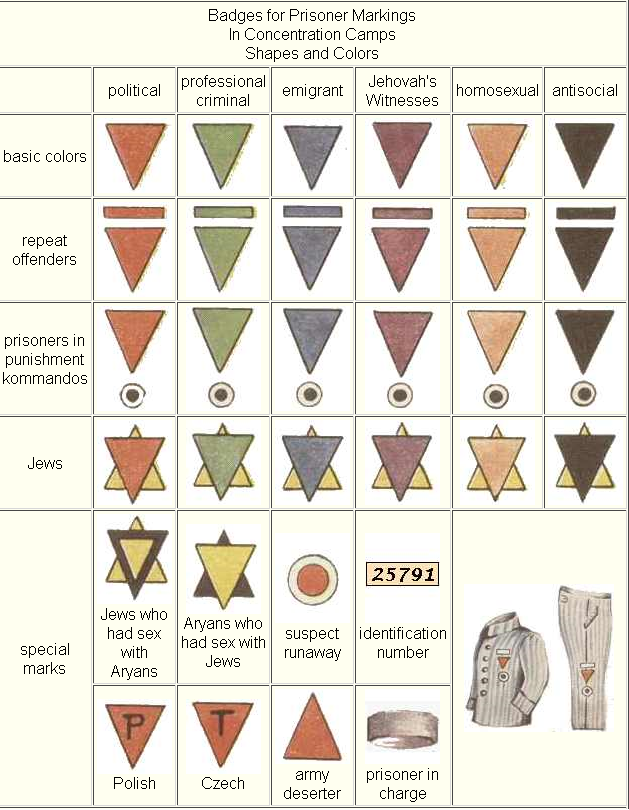 Badges for Prisoner Markings
In Concentration Camps
Shapes and Colors
political
professional
criminal
emigrant
Jehovah's
Witnesses
homosexual
antisocial
basic colors
repeat
offenders
prisoners in
punishment
kommandos
Jews
special
marks
Jews who
had sex
with
Aryans
Aryans who
had sex with
Jews
suspect
runaway
25791
identification
number
P
Polish
T
Czech
army
deserter
prisoner in
charge